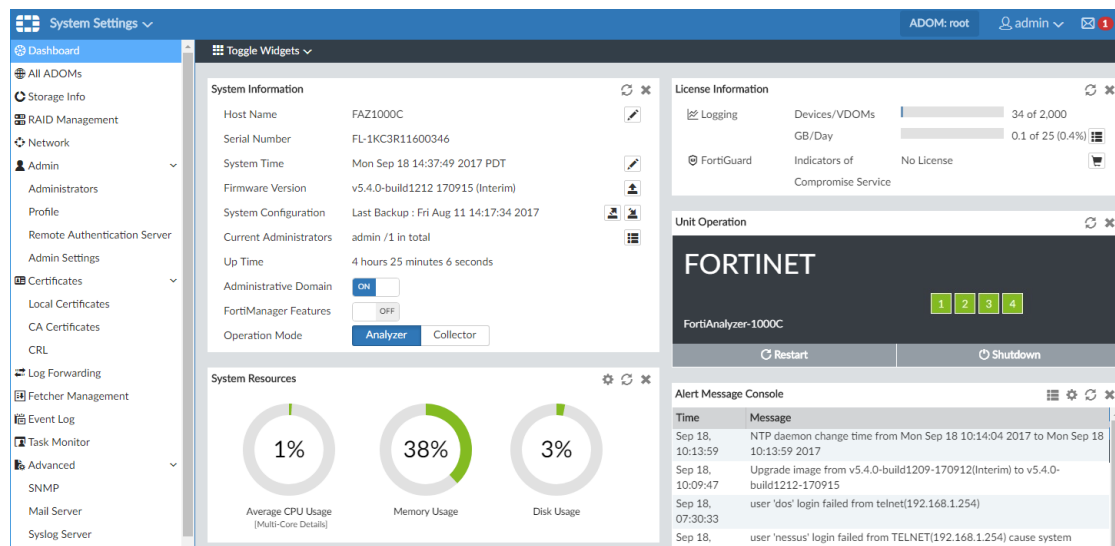 System Settings
ADOM: root
admin
1
Dashboard
All ADOMs
Storage Info
RAID Management
Network
Admin
Administrators
Profile
Remote Authentication Server
Admin Settings
Certificates
Local Certificates
CA Certificates
CRL
Log Forwarding
Fetcher Management
Event Log
Task Monitor
Advanced
SNMP
Mail Server
Syslog Server
Toggle Widgets
System Information
Host Name FAZ1000C
Serial Number FL-1KC3R11600346
System Time Mon Sep 18 14:37:49 2017 PDT
Firmware Version v5.4.0-build1212 170915 (Interim)
System Configuration Last Backup : Fri Aug 11 14:17:34 2017
Current Administrators admin /1 in total
Up Time 4 hours 25 minutes 6 seconds
Administrative Domain ON
FortiManager Features OFF
Operation Mode Analyzer Collector
System Resources
1% 38% 3%
Average CPU Usage Memory Usage Disk Usage
[Multi-Core Details]
License Information
Logging Devices/VDOMs 34 of 2,000
GB/Day 0.1 of 25 (0.4%)
FortiGuard Indicators of No License
Compromise Service
Unit Operation
FORTINET
1 2 3 4
FortiAnalyzer-1000C
Restart Shutdown
Alert Message Console
Time Message
Sep 18, NTP daemon change time from Mon Sep 18 10:14:04 2017 to Mon Sep 18
10:13:59 10:13:59 2017
Sep 18, Upgrade image from v5.4.0-build1209-170912(Interim) to v5.4.0-
10:09:47 build1212-170915
Sep 18, user 'dos' login failed from telnet(192.168.1.254)
07:30:33
Sep 18, user 'nessus' login failed from TELNET(192.168.1.254) cause system